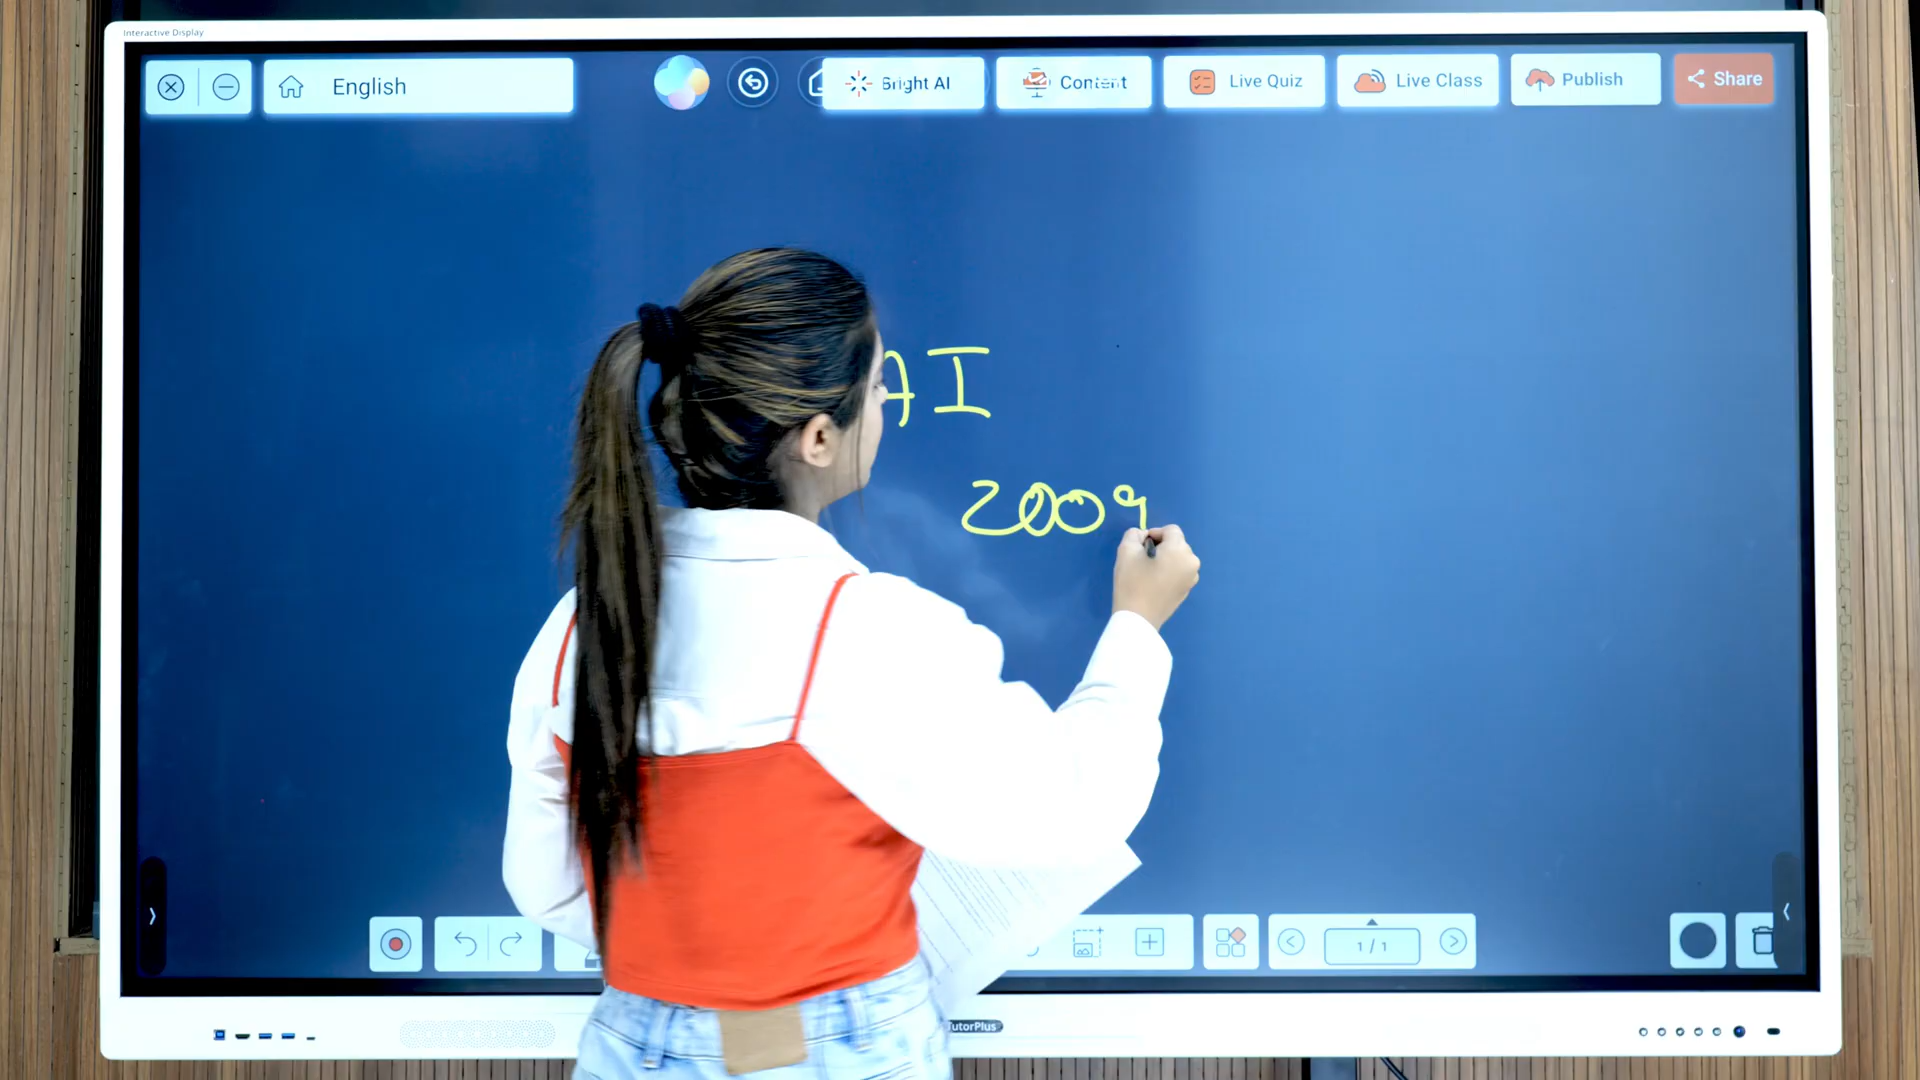 Interactive Display
English
Bright AI
Content
Live Quiz
Live Class
Publish
Share
AI
2009
1 / 1
TutorPlus